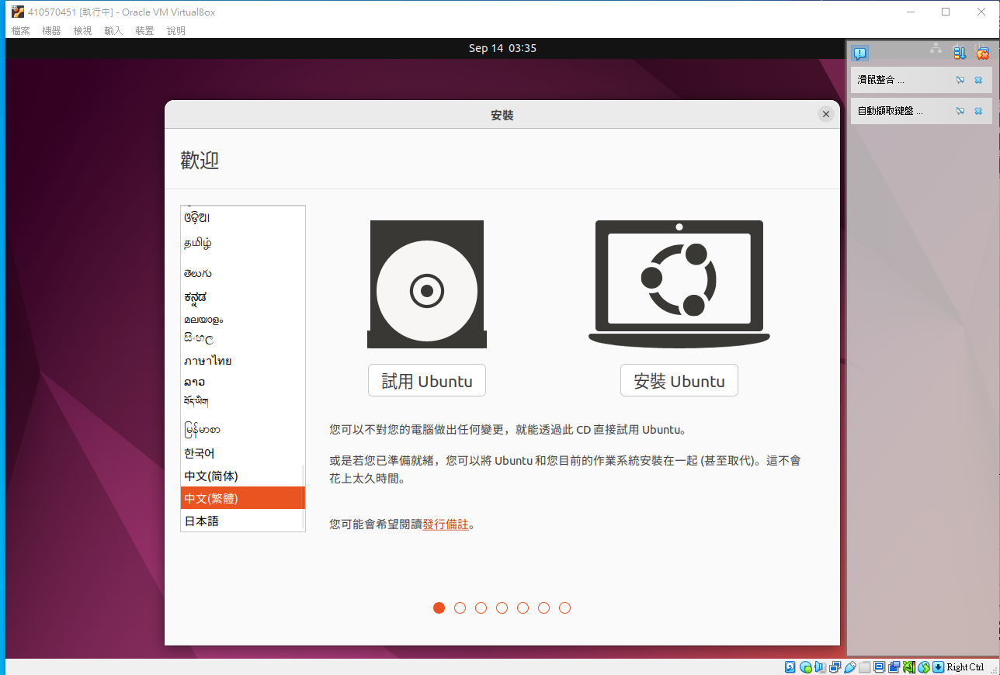 410570451 [執行中] - Oracle VM VirtualBox
檔案 機器 檢視 輸入 裝置 說明
Sep 14 03:35
滑鼠整合 ...
自動擷取鍵盤 ...
安裝
歡迎
ଓଡ଼ିଆ
தமிழ்
తెలుగు
ಕನ್ನಡ
മലയാളം
සිංහල
ภาษาไทย
ລາວ
བོད་ཡིག
မြန်မာစာ
한국어
中文(简体)
中文(繁體)
日本語
試用 Ubuntu
安裝 Ubuntu
您可以不對您的電腦做出任何變更，就能透過此 CD 直接試用 Ubuntu。
或是若您已準備就緒，您可以將 Ubuntu 和您目前的作業系統安裝在一起 (甚至取代)。這不會
花上太久時間。
您可能會希望閱讀發行備註。
Right Ctrl